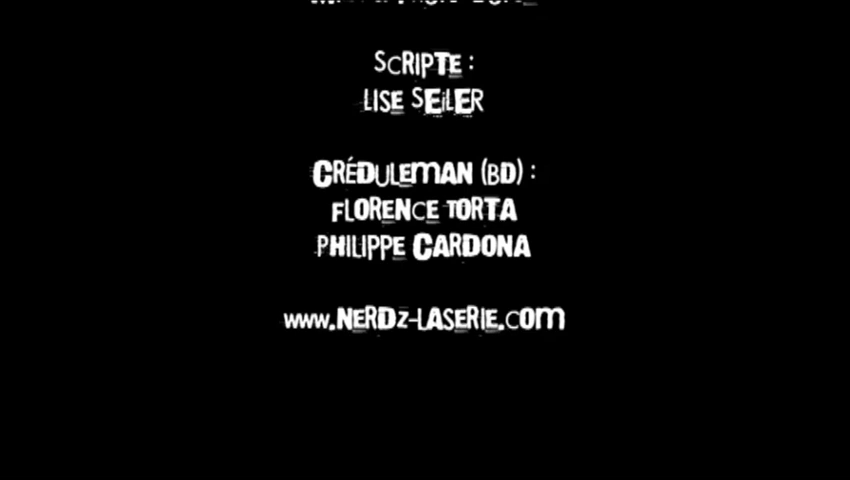 Scripte :
Lise Seiler
Créduleman (BD) :
Florence Torta
Philippe Cardona
www.nerdz-laserie.com